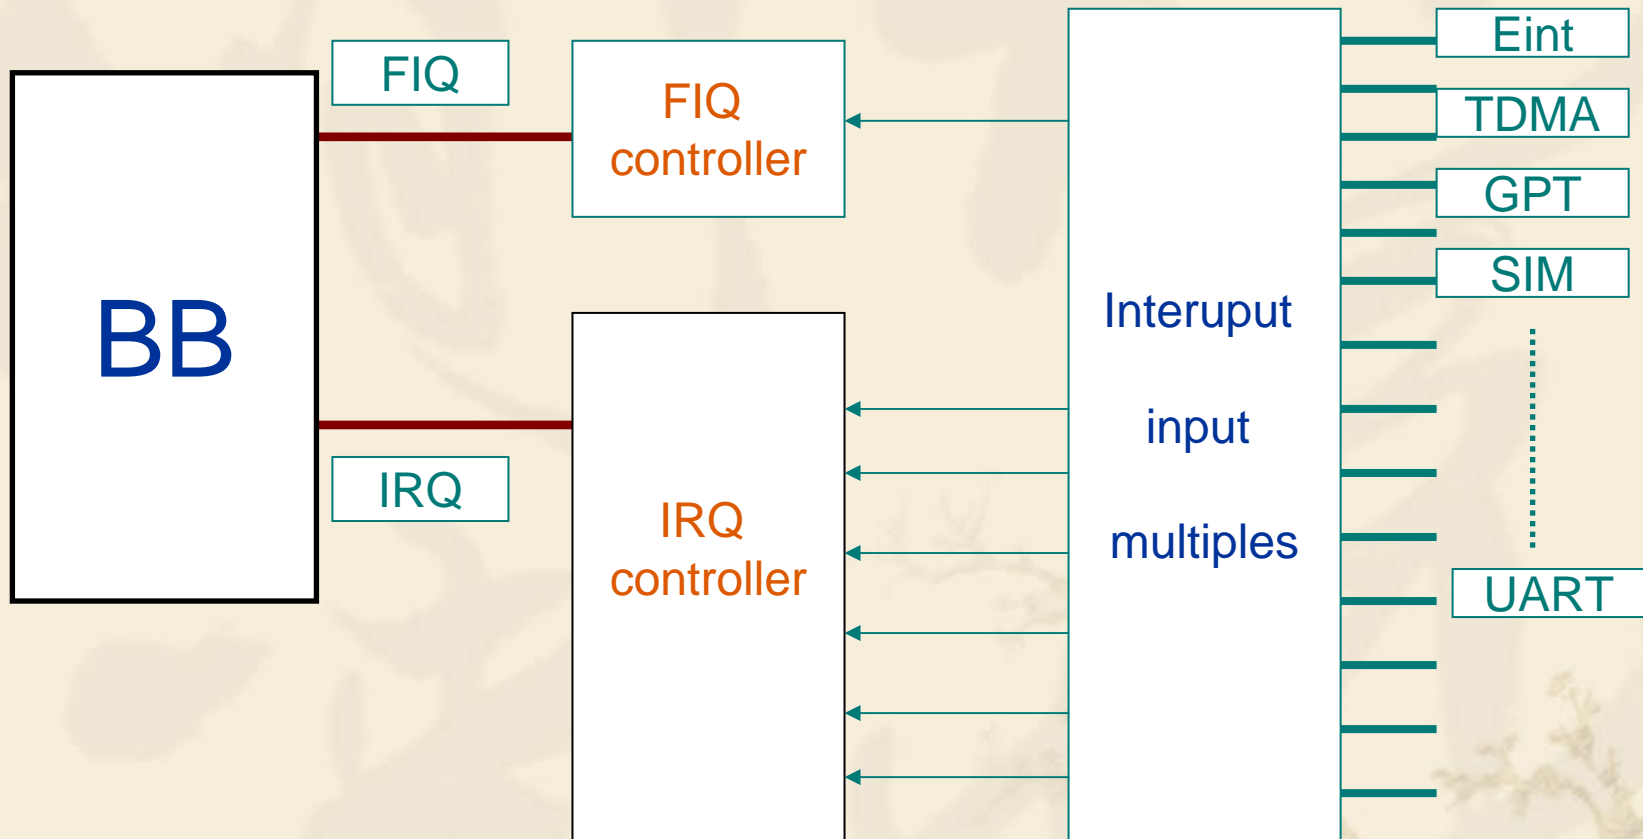 BB
FIQ
FIQ
controller
IRQ
IRQ
controller
Interuput
input
multiples
Eint
TDMA
GPT
SIM
UART